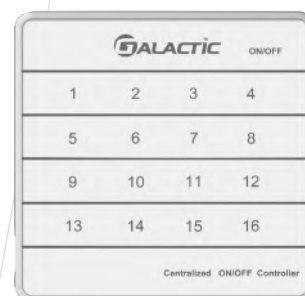 GALACTIC ON/OFF
1 2 3 4
5 6 7 8
9 10 11 12
13 14 15 16
Centralized ON/OFF Controller